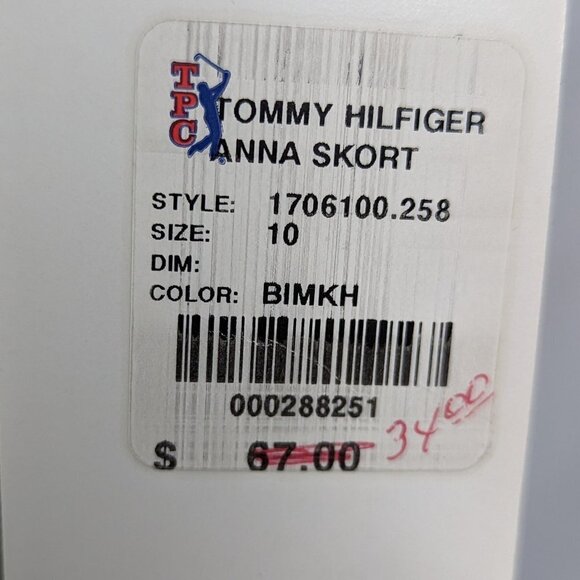 TPC
TOMMY HILFIGER
ANNA SKORT
STYLE: 1706100.258
SIZE: 10
DIM:
COLOR: BIMKH
000288251
$ 67.00 34.00